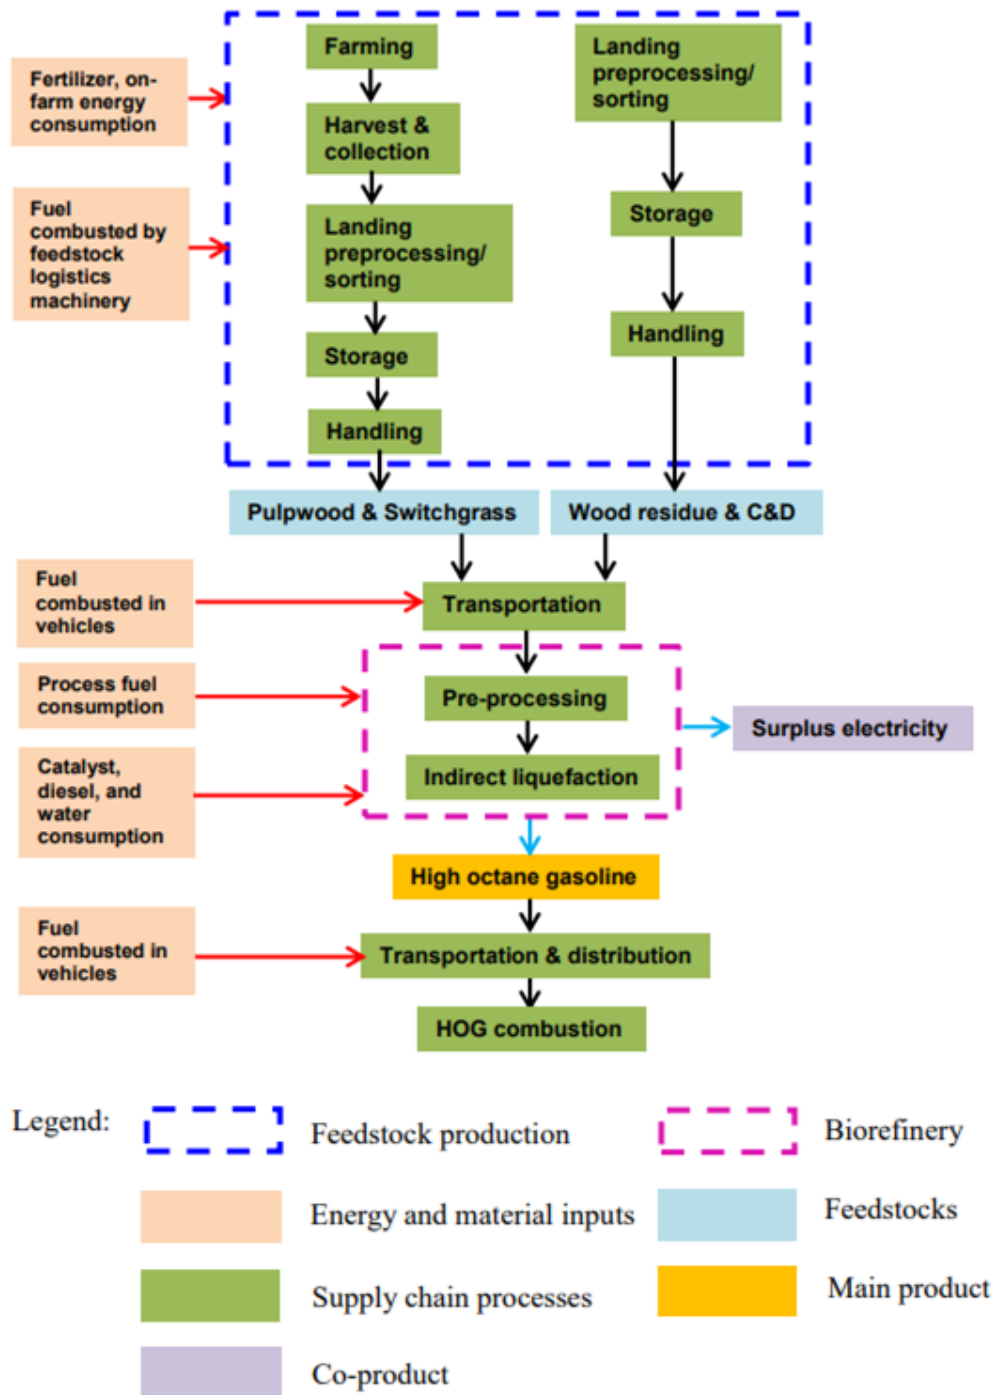 Farming
Landing
preprocessing/
sorting
Fertilizer, on-
farm energy
consumption
Harvest &
collection
Fuel
combusted by
feedstock
logistics
machinery
Landing
preprocessing/
sorting
Storage
Storage
Handling
Handling
Pulpwood & Switchgrass
Wood residue & C&D
Fuel
combusted in
vehicles
Transportation
Process fuel
consumption
Pre-processing
Surplus electricity
Catalyst,
diesel, and
water
consumption
Indirect liquefaction
High octane gasoline
Fuel
combusted in
vehicles
Transportation & distribution
HOG combustion
Legend:
Feedstock production
Biorefinery
Energy and material inputs
Feedstocks
Supply chain processes
Main product
Co-product